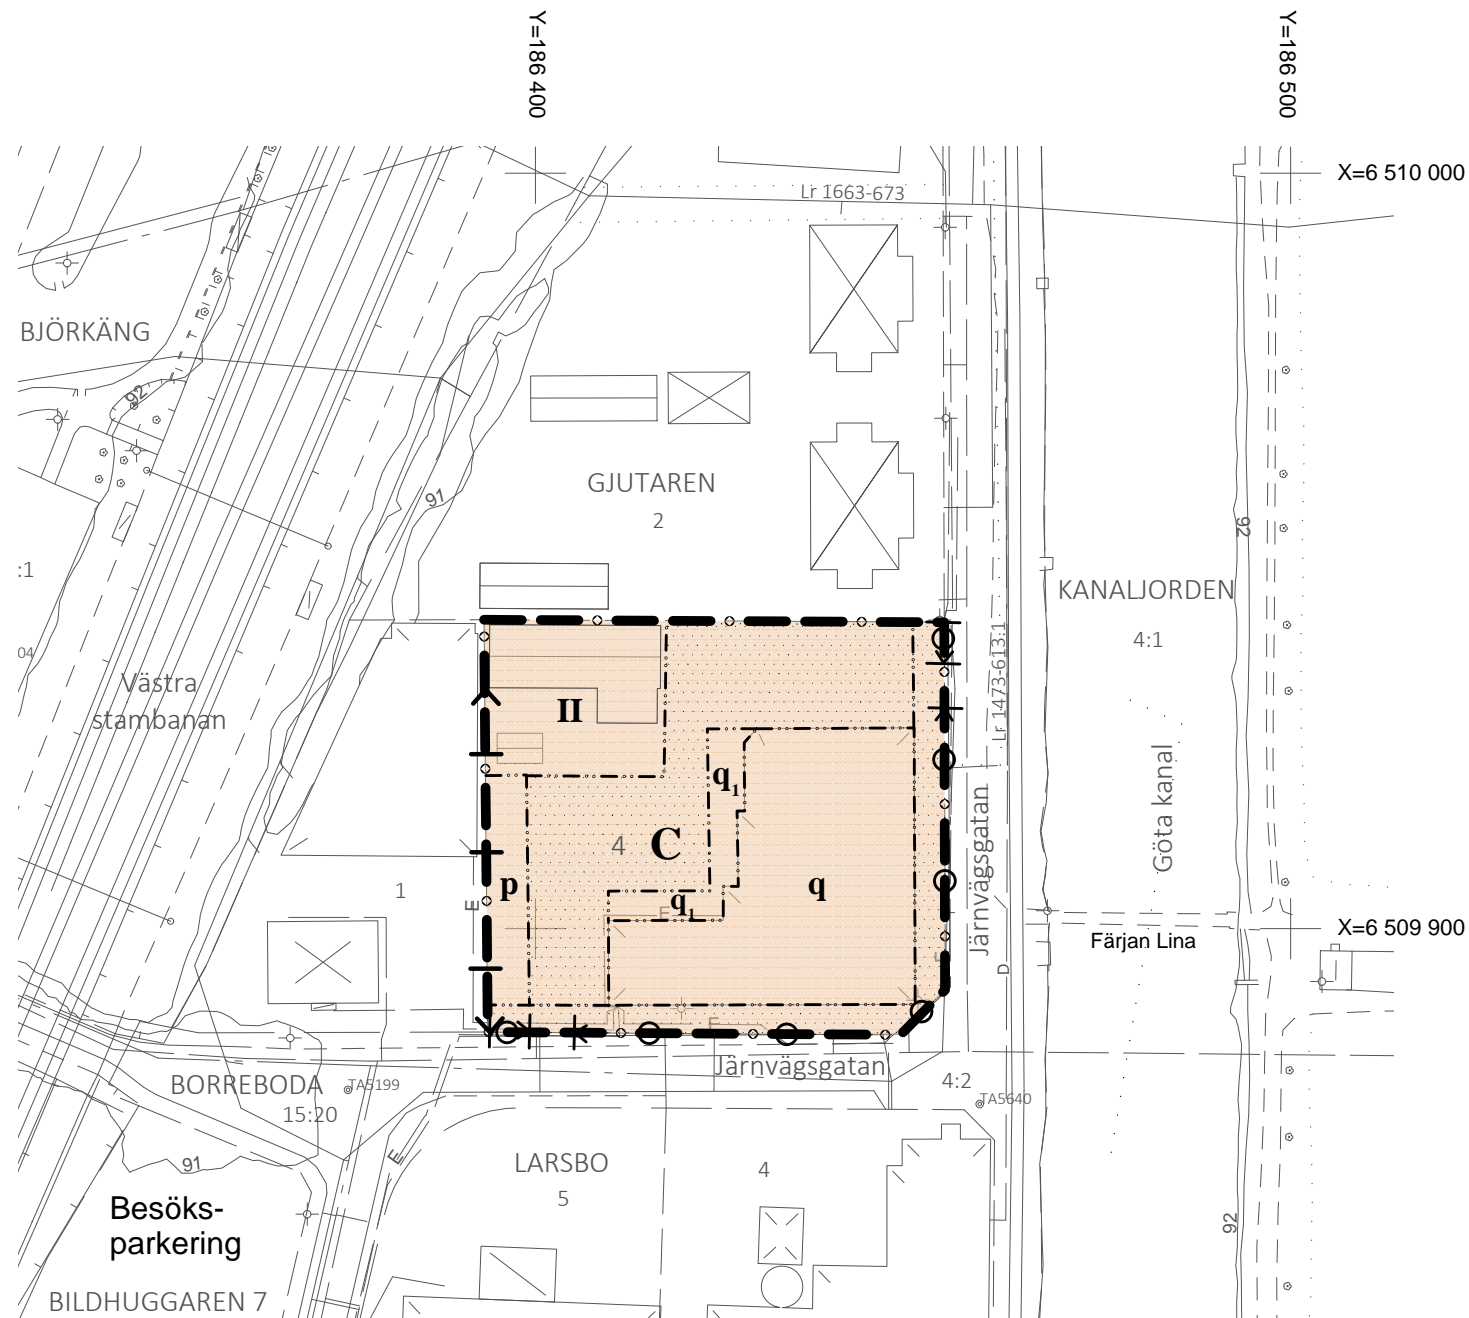 Y=186 400
Y=186 500
X=6 510 000
Lr 1663-673
BJÖRKÄNG
92
91
GJUTAREN
2
92
:1
KANALJORDEN
4:1
Lr 1473-613:1
04
Västra
stambanan
II
q1
Göta kanal
4
C
Järnvägsgatan
1
p
q1
q
E
E
X=6 509 900
Färjan Lina
E
D
E
Järnvägsgatan
BORREBODA
TA5199
15:20
4:2
TA5640
E
91
LARSBO
5
4
Besöks-
parkering
92
BILDHUGGAREN 7